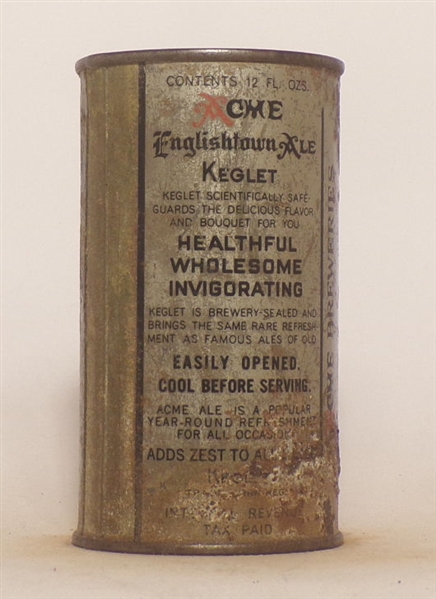 CONTENTS 12 FL. OZS.
ACME
Englishtown Ale
KEGLET
KEGLET SCIENTIFICALLY SAFE-
GUARDS THE DELICIOUS FLAVOR
AND BOUQUET FOR YOU
HEALTHFUL
WHOLESOME
INVIGORATING
KEGLET IS BREWERY-SEALED AND
BRINGS THE SAME RARE REFRESH-
MENT AS FAMOUS ALES OF OLD
EASILY OPENED.
COOL BEFORE SERVING.
ACME ALE IS A POPULAR
YEAR-ROUND REFRESHMENT
FOR ALL OCCASIONS
ADDS ZEST TO
INTERNAL REVENUE
TAX PAID
ACME BREWERIES